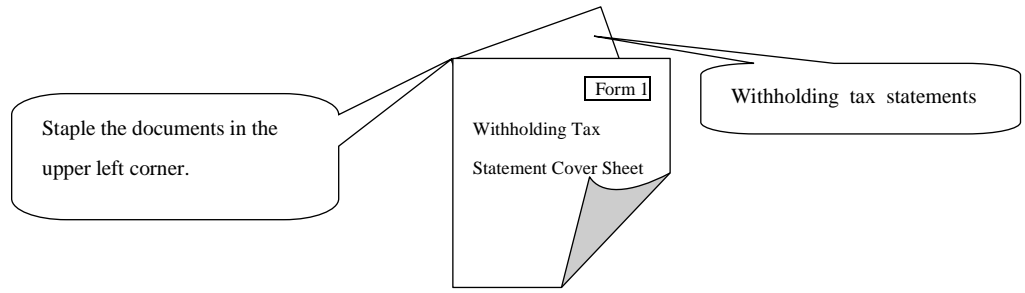 Form 1
Withholding tax statements
Staple the documents in the
upper left corner.
Withholding Tax
Statement Cover Sheet